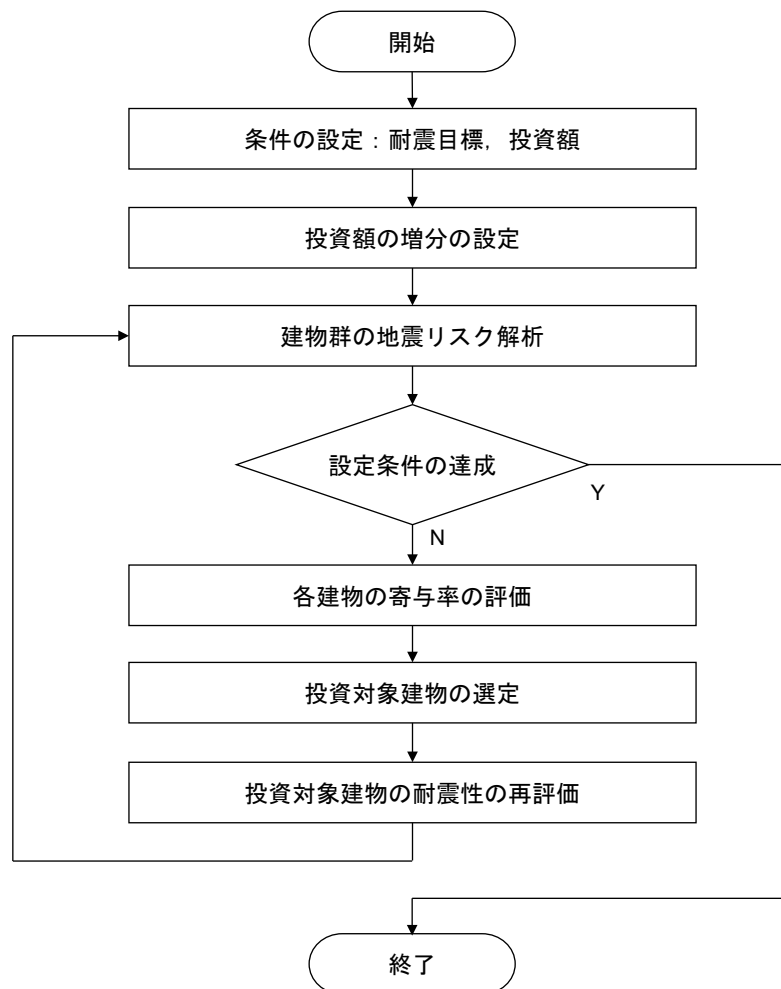 開始
条件の設定：耐震目標，投資額
投資額の増分の設定
建物群の地震リスク解析
設定条件の達成
Y
N
各建物の寄与率の評価
投資対象建物の選定
投資対象建物の耐震性の再評価
終了